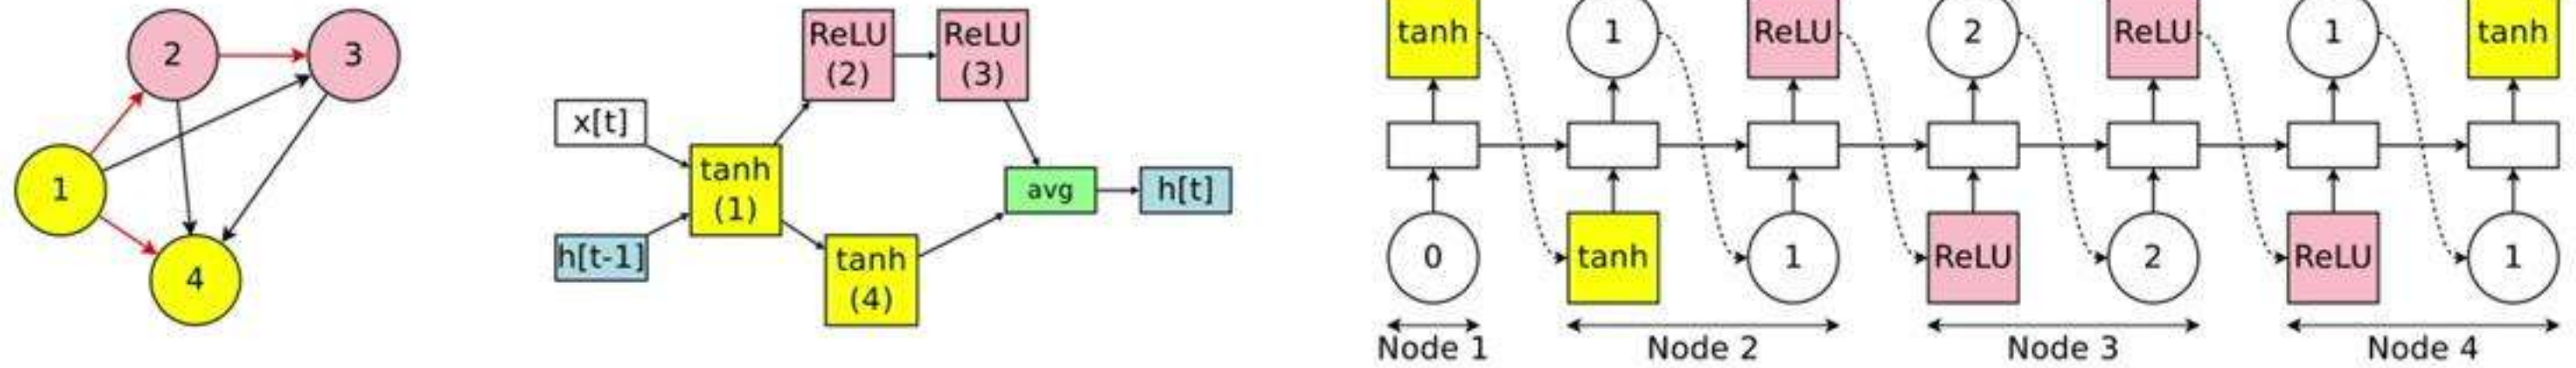 2
3
1
4
x[t]
h[t-1]
tanh
(1)
ReLU
(2)
ReLU
(3)
tanh
(4)
avg
h[t]
tanh
1
ReLU
2
ReLU
1
tanh
0
tanh
1
ReLU
2
ReLU
1
Node 1
Node 2
Node 3
Node 4